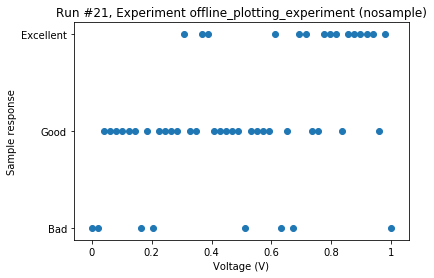 Run #21, Experiment offline_plotting_experiment (nosample)
Excellent
Good
Bad
Sample response
0 0.2 0.4 0.6 0.8 1
Voltage (V)